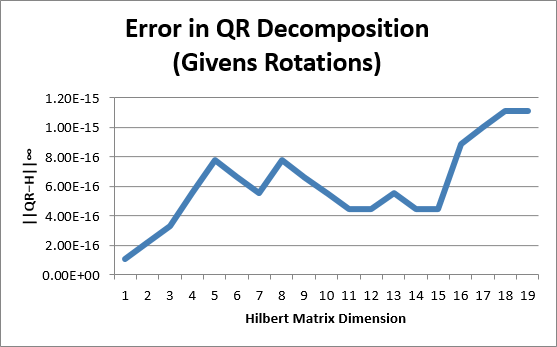 Error in QR Decomposition
(Givens Rotations)
1.20E-15
1.00E-15
8.00E-16
6.00E-16
4.00E-16
2.00E-16
0.00E+00
||QR−H||∞
1 2 3 4 5 6 7 8 9 10 11 12 13 14 15 16 17 18 19
Hilbert Matrix Dimension